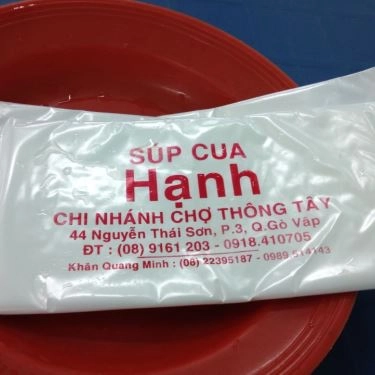 SÚP CUA
Hạnh
CHI NHÁNH CHỢ THÔNG TÂY
44 Nguyễn Thái Sơn, P.3, Q.Gò Vấp
ĐT : (08) 9161 203 - 0918.410705
Khăn Quang Minh : (08) 22395187 - 0989.514143